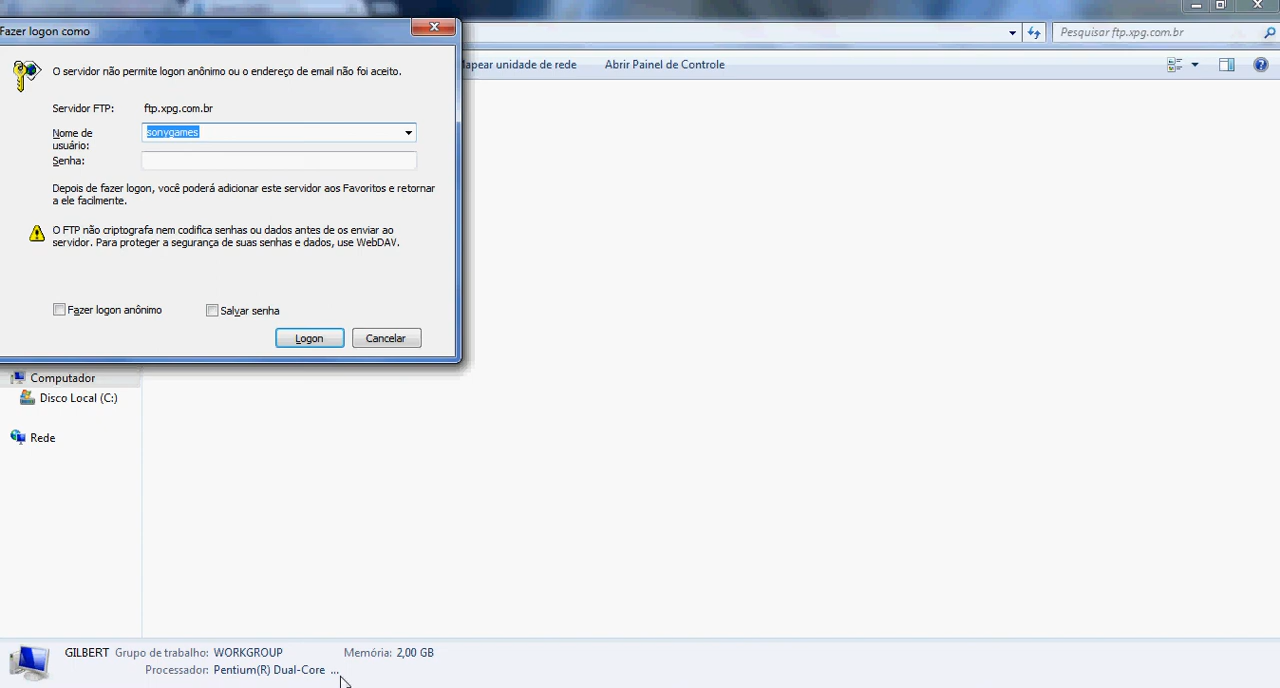 Fazer logon como
Pesquisar ftp.xpg.com.br
O servidor não permite logon anônimo ou o endereço de email não foi aceito.
Mapear unidade de rede
Abrir Painel de Controle
Servidor FTP: ftp.xpg.com.br
Nome de usuário: sonygames
Senha:
Depois de fazer logon, você poderá adicionar este servidor aos Favoritos e retornar
a ele facilmente.
O FTP não criptografa nem codifica senhas ou dados antes de os enviar ao
servidor. Para proteger a segurança de suas senhas e dados, use WebDAV.
Fazer logon anônimo
Salvar senha
Logon
Cancelar
Computador
Disco Local (C:)
Rede
GILBERT Grupo de trabalho: WORKGROUP Memória: 2,00 GB
Processador: Pentium(R) Dual-Core ...